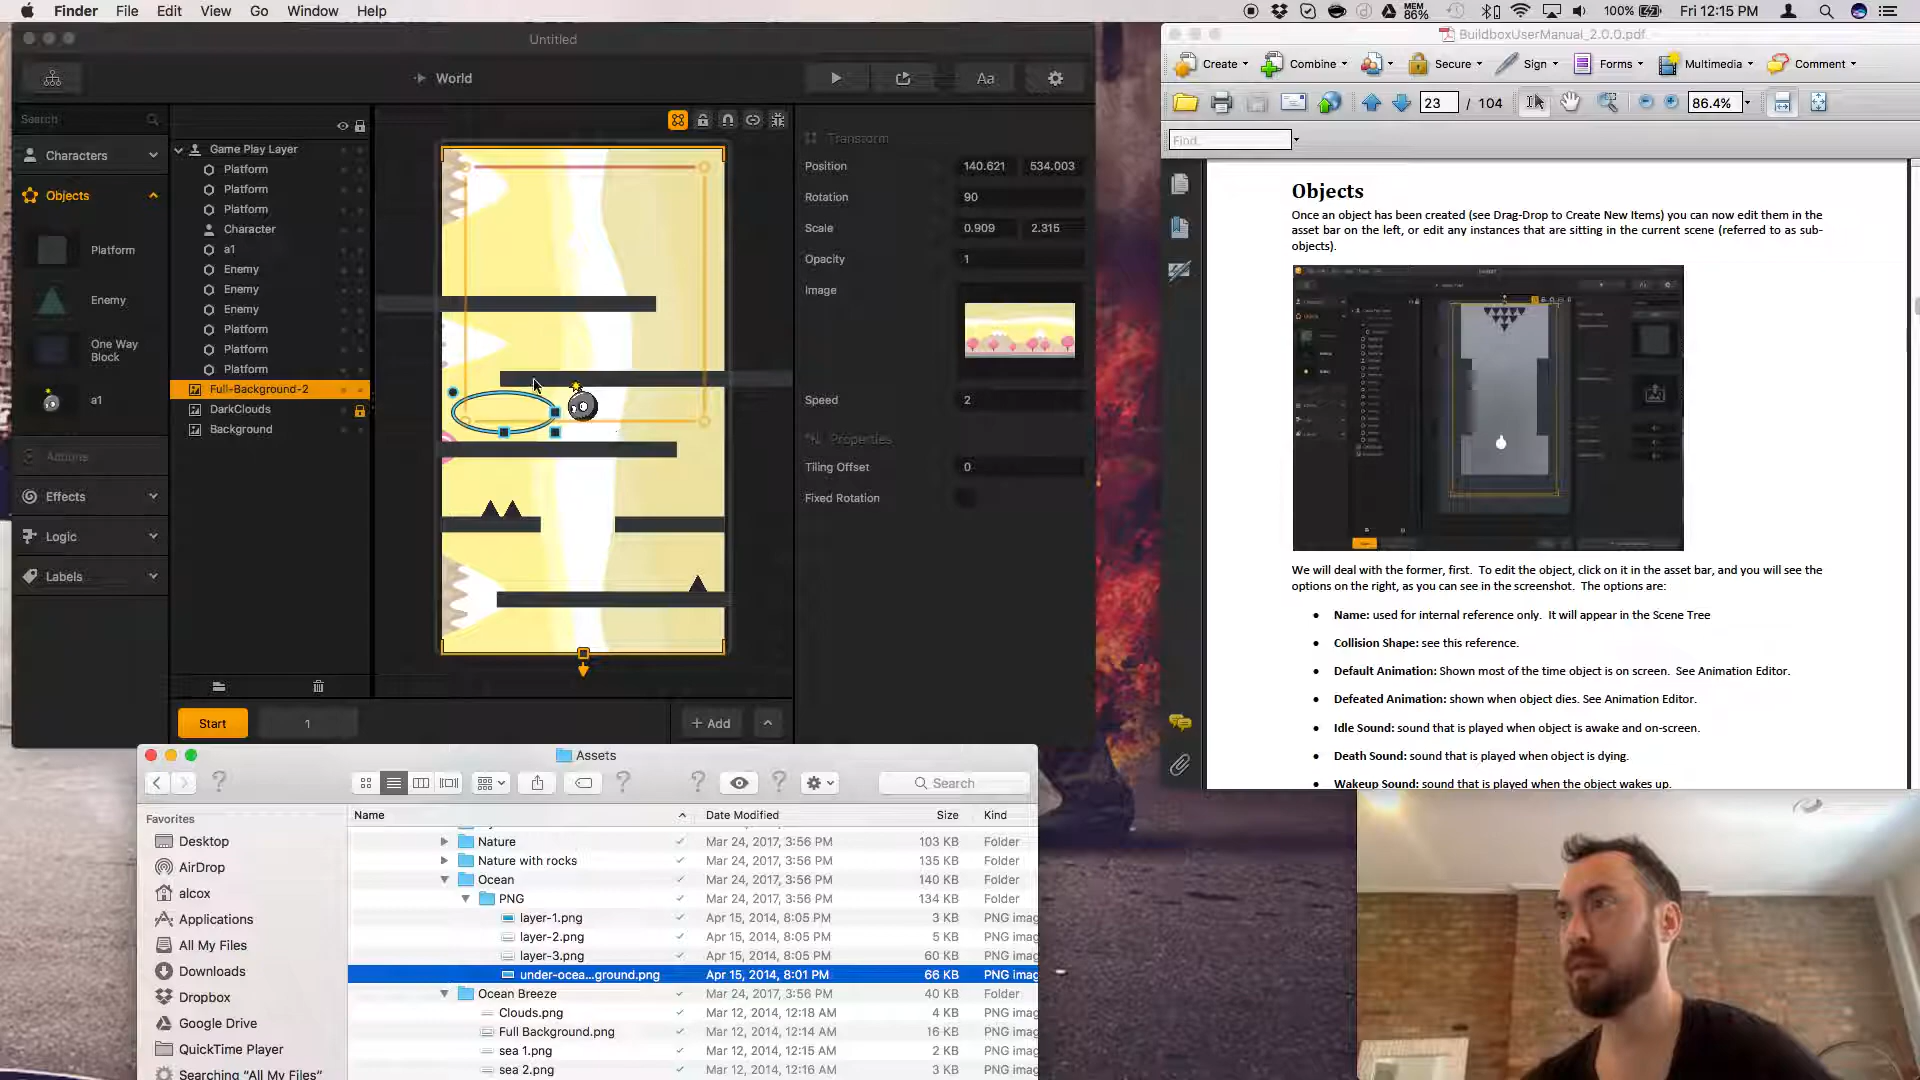 Finder File Edit View Go Window Help
MEM 86% 100% Fri 12:15 PM
Untitled
World
Aa
Search
Characters
Objects
Platform
Enemy
One Way Block
a1
Actions
Effects
Logic
Labels
Game Play Layer
Platform
Platform
Platform
Character
a1
Enemy
Enemy
Enemy
Platform
Platform
Platform
Full-Background-2
DarkClouds
Background
Start 1 + Add
Transform
Position 140.621 534.003
Rotation 90
Scale 0.909 2.315
Opacity 1
Image
Speed 2
Properties
Tiling Offset 0
Fixed Rotation
BuildboxUserManual_2.0.0.pdf
Create Combine Secure Sign Forms Multimedia Comment
23 / 104 86.4%
Find
Objects
Once an object has been created (see Drag-Drop to Create New Items) you can now edit them in the
asset bar on the left, or edit any instances that are sitting in the current scene (referred to as sub-
objects).
We will deal with the former, first. To edit the object, click on it in the asset bar, and you will see the
options on the right, as you can see in the screenshot. The options are:
• Name: used for internal reference only. It will appear in the Scene Tree
• Collision Shape: see this reference.
• Default Animation: Shown most of the time object is on screen. See Animation Editor.
• Defeated Animation: shown when object dies. See Animation Editor.
• Idle Sound: sound that is played when object is awake and on-screen.
• Death Sound: sound that is played when object is dying.
• Wakeup Sound: sound that is played when the object wakes up.
Assets
Search
Favorites
Desktop
AirDrop
alcox
Applications
All My Files
Downloads
Dropbox
Google Drive
QuickTime Player
Searching “All My Files”
Name Date Modified Size Kind
Nature Mar 24, 2017, 3:56 PM 103 KB Folder
Nature with rocks Mar 24, 2017, 3:56 PM 135 KB Folder
Ocean Mar 24, 2017, 3:56 PM 140 KB Folder
PNG Mar 24, 2017, 3:56 PM 134 KB Folder
layer-1.png Apr 15, 2014, 8:05 PM 3 KB PNG imag
layer-2.png Apr 15, 2014, 8:05 PM 5 KB PNG imag
layer-3.png Apr 15, 2014, 8:05 PM 60 KB PNG imag
under-ocea...ground.png Apr 15, 2014, 8:01 PM 66 KB PNG imag
Ocean Breeze Mar 24, 2017, 3:56 PM 40 KB Folder
Clouds.png Mar 12, 2014, 12:18 AM 4 KB PNG imag
Full Background.png Mar 12, 2014, 12:14 AM 16 KB PNG imag
sea 1.png Mar 12, 2014, 12:15 AM 2 KB PNG imag
sea 2.png Mar 12, 2014, 12:16 AM 3 KB PNG imag